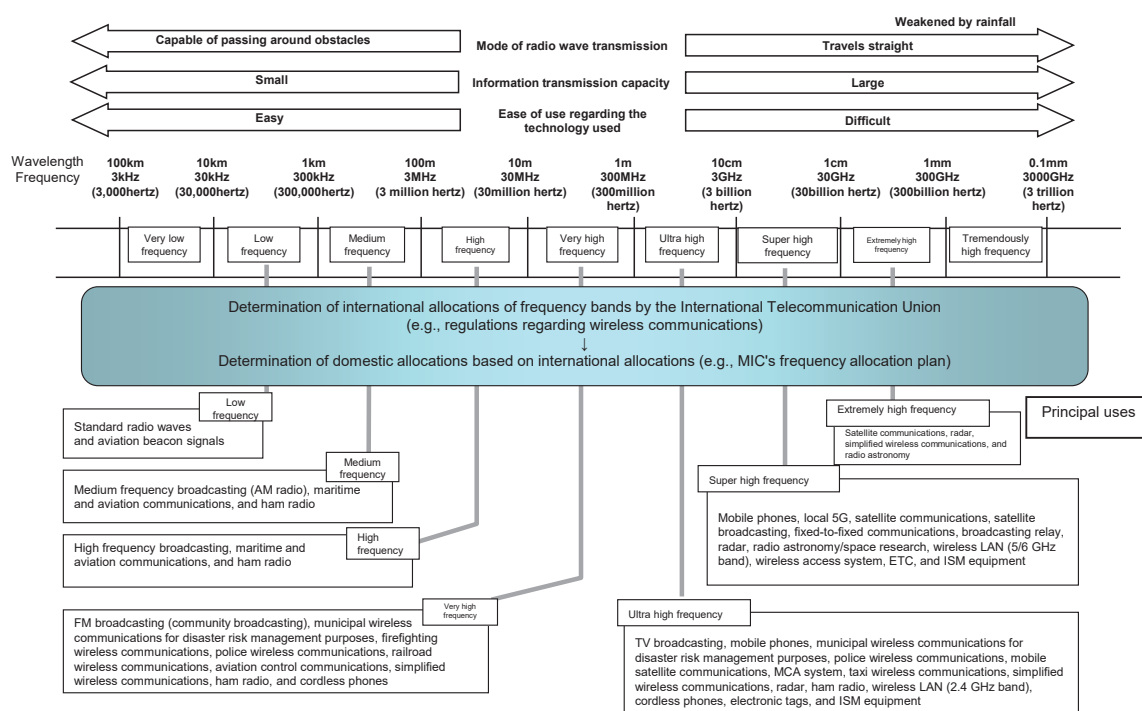 Weakened by rainfall
Capable of passing around obstacles
Mode of radio wave transmission
Travels straight
Small
Information transmission capacity
Large
Easy
Ease of use regarding the
technology used
Difficult
Wavelength
Frequency
100km
3kHz
(3,000hertz)
10km
30kHz
(30,000hertz)
1km
300kHz
(300,000hertz)
100m
3MHz
(3 million hertz)
10m
30MHz
(30million hertz)
1m
300MHz
(300million
hertz)
10cm
3GHz
(3 billion
hertz)
1cm
30GHz
(30billion hertz)
1mm
300GHz
(300billion hertz)
0.1mm
3000GHz
(3 trillion
hertz)
Very low
frequency
Low
frequency
Medium
frequency
High
frequency
Very high
frequency
Ultra high
frequency
Super high
frequency
Extremely high
frequency
Tremendously
high frequency
Determination of international allocations of frequency bands by the International Telecommunication Union
(e.g., regulations regarding wireless communications)
↓
Determination of domestic allocations based on international allocations (e.g., MIC's frequency allocation plan)
Low
frequency
Standard radio waves
and aviation beacon signals
Medium
frequency
Medium frequency broadcasting (AM radio), maritime
and aviation communications, and ham radio
High
frequency
High frequency broadcasting, maritime and
aviation communications, and ham radio
Very high
frequency
FM broadcasting (community broadcasting), municipal wireless
communications for disaster risk management purposes, firefighting
wireless communications, police wireless communications, railroad
wireless communications, aviation control communications, simplified
wireless communications, ham radio, and cordless phones
Principal uses
Extremely high frequency
Satellite communications, radar,
simplified wireless communications, and
radio astronomy
Super high frequency
Mobile phones, local 5G, satellite communications, satellite
broadcasting, fixed-to-fixed communications, broadcasting relay,
radar, radio astronomy/space research, wireless LAN (5/6 GHz
band), wireless access system, ETC, and ISM equipment
Ultra high frequency
TV broadcasting, mobile phones, municipal wireless communications for
disaster risk management purposes, police wireless communications, mobile
satellite communications, MCA system, taxi wireless communications, simplified
wireless communications, radar, ham radio, wireless LAN (2.4 GHz band),
cordless phones, electronic tags, and ISM equipment